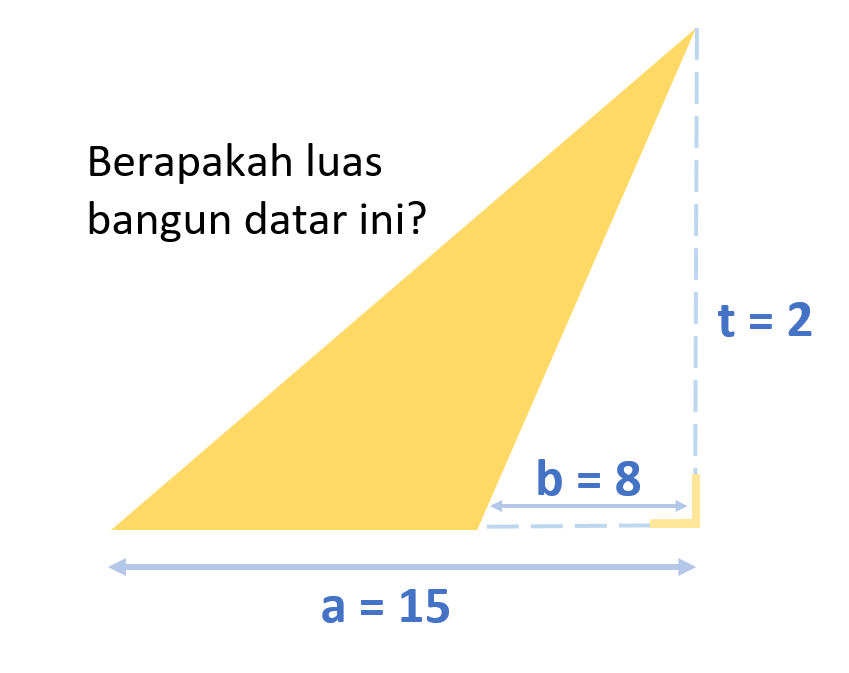 Berapakah luas
bangun datar ini?
t = 2
b = 8
a = 15